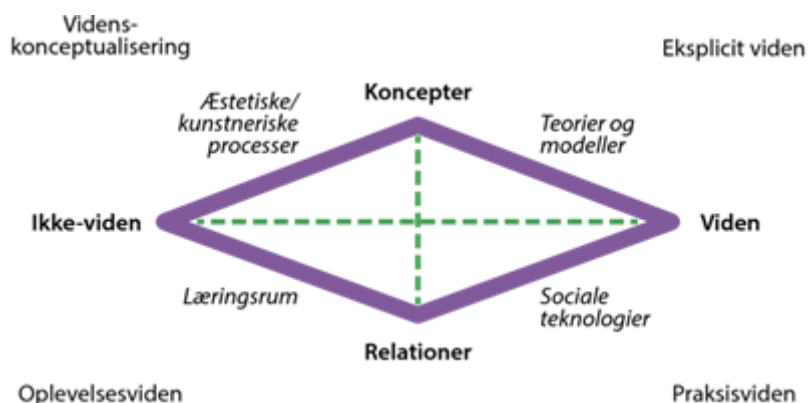 Videns-
konceptualisering
Eksplicit viden
Æstetiske/
kunstneriske
processer
Koncepter
Teorier og
modeller
Ikke-viden
Viden
Læringsrum
Sociale
teknologier
Relationer
Oplevelsesviden
Praksisviden